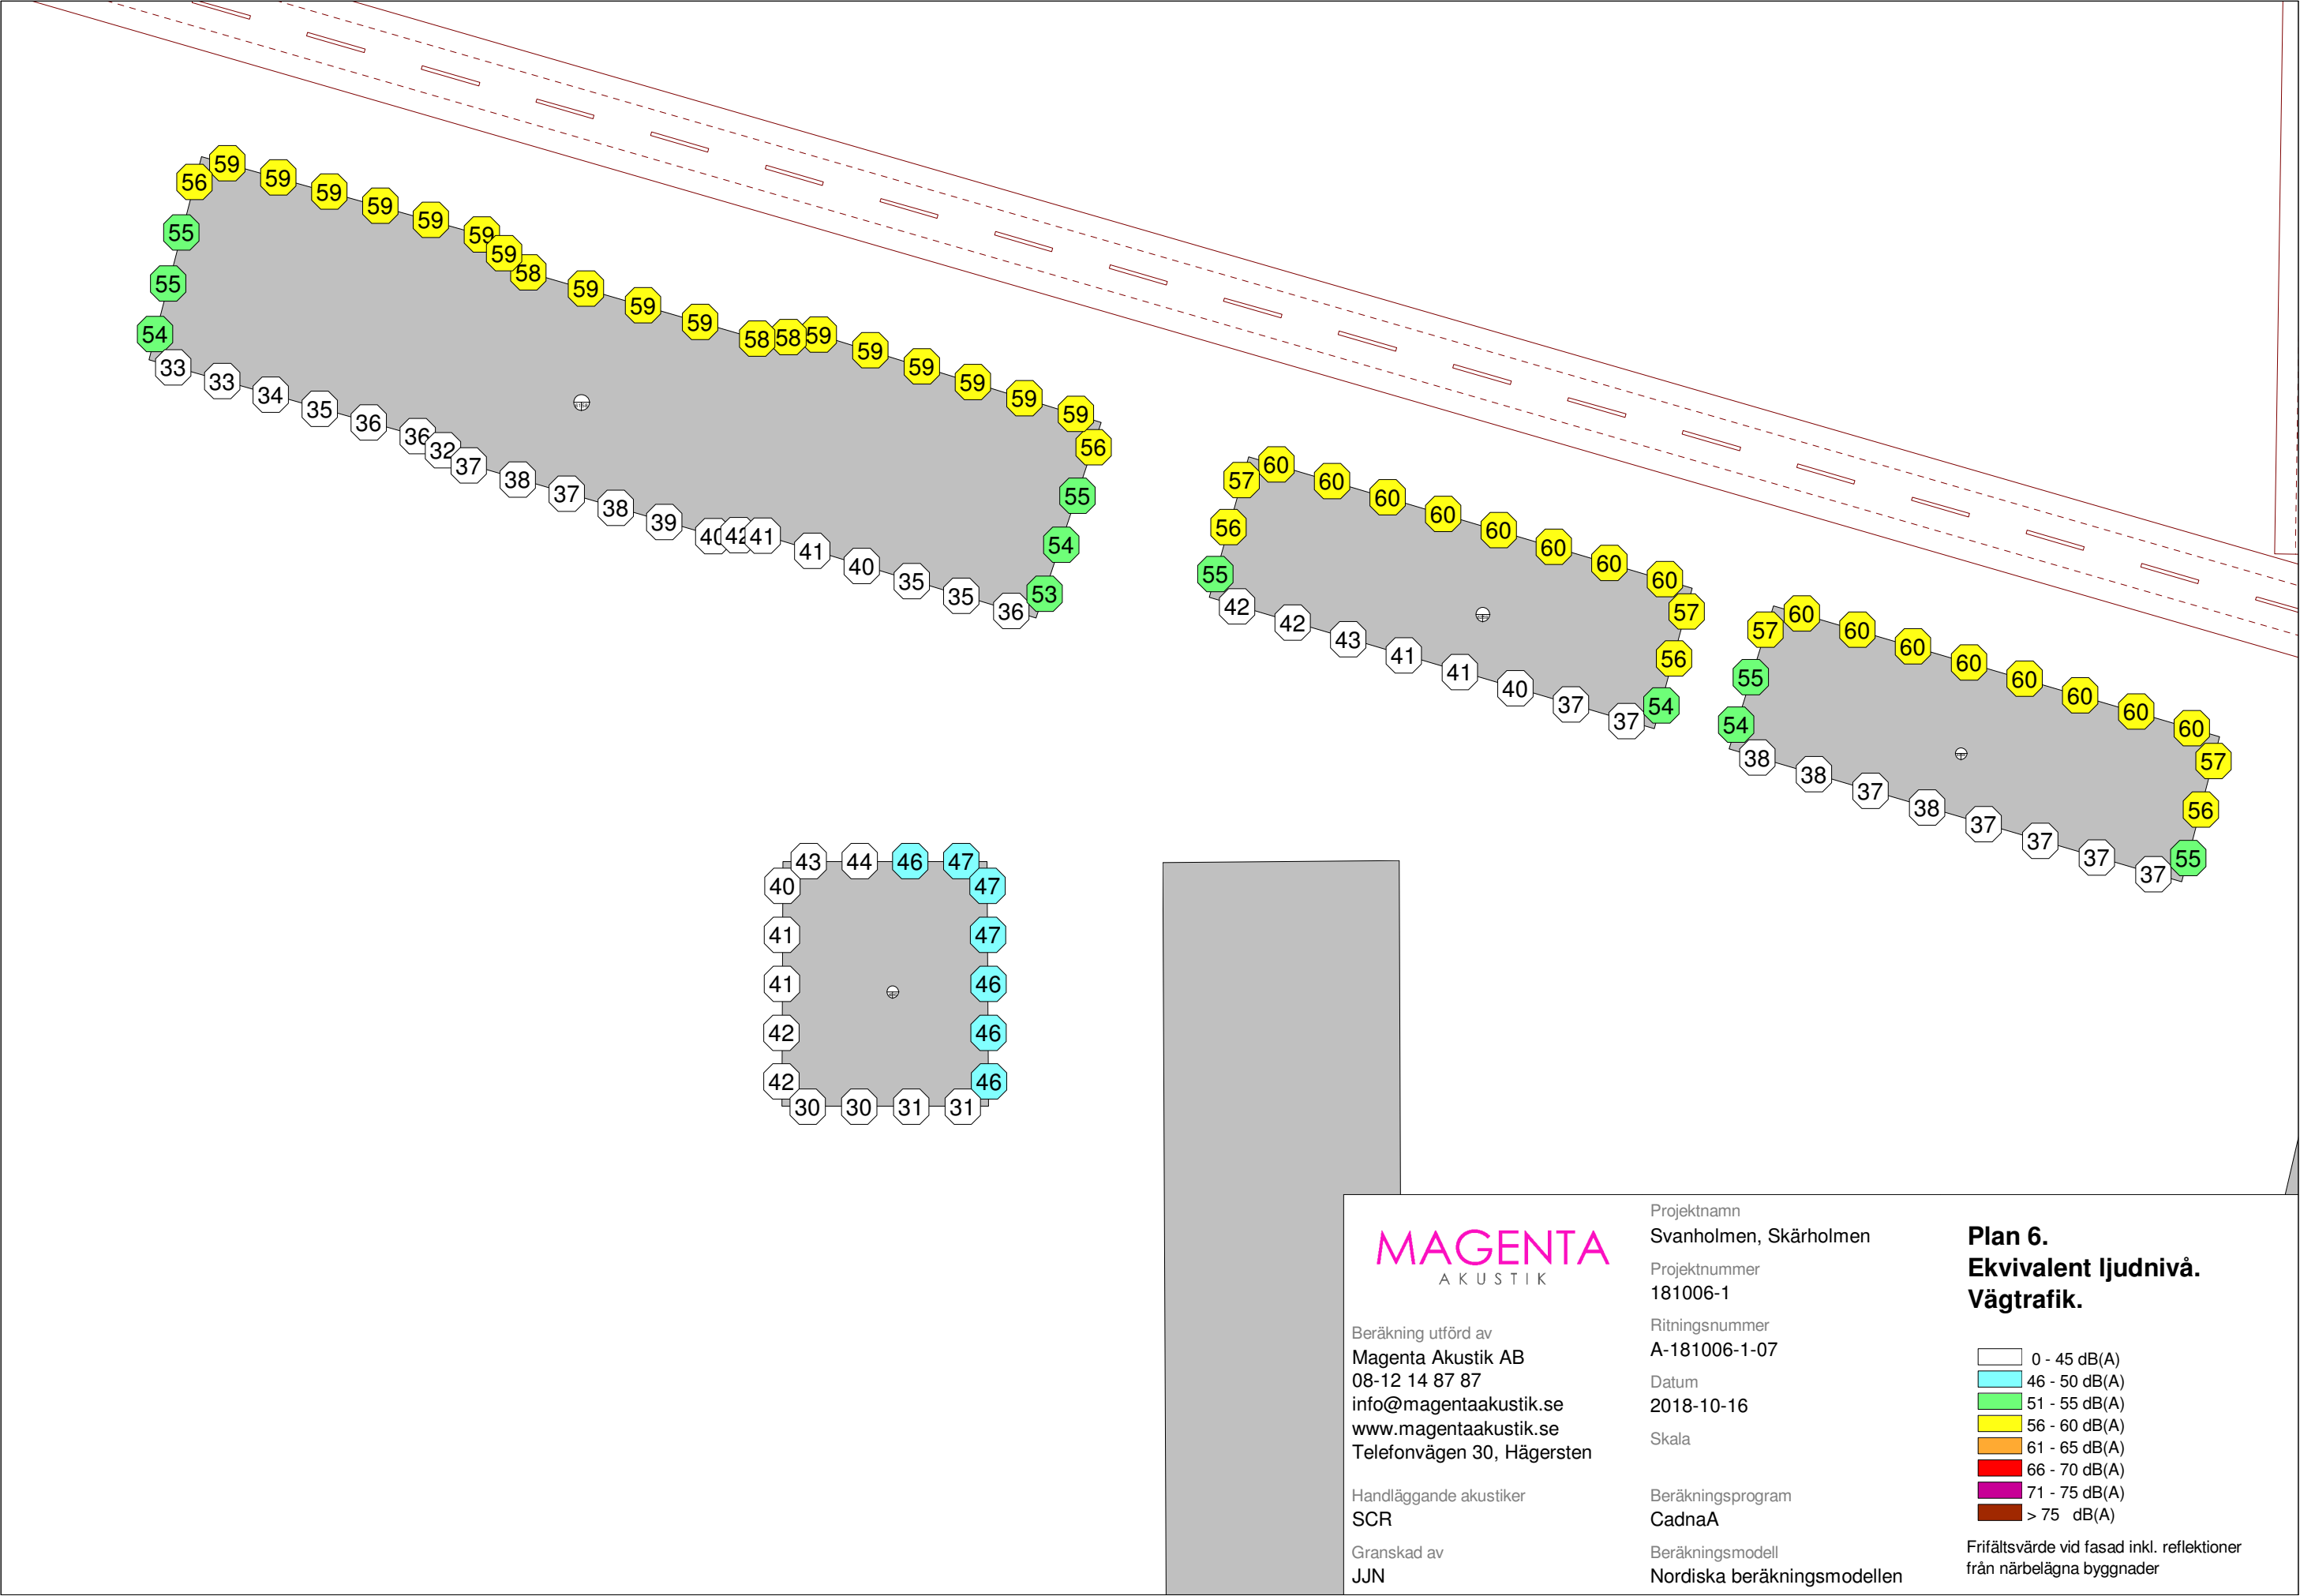 59 59 59 59 59 59 59 58 59 59 59 58 58 59 59 59 59 59 59
56 55 55 54
56 55 54 53
33 33 34 35 36 36 32 37 38 37 38 39 40 42 41 41 40 35 35 36
60 60 60 60 60 60 60 60
57 56 55
57 56 54
42 42 43 41 41 40 37 37
60 60 60 60 60 60 60 60
57 55 54
57 56 55
38 38 37 38 37 37 37 37
43 44 46 47
40 41 41 42 42
47 47 46 46 46
30 30 31 31
MAGENTA
AKUSTIK
Beräkning utförd av
Magenta Akustik AB
08-12 14 87 87
info@magentaakustik.se
www.magentaakustik.se
Telefonvägen 30, Hägersten
Handläggande akustiker
SCR
Granskad av
JJN
Projektnamn
Svanholmen, Skärholmen
Projektnummer
181006-1
Ritningsnummer
A-181006-1-07
Datum
2018-10-16
Skala
Beräkningsprogram
CadnaA
Beräkningsmodell
Nordiska beräkningsmodellen
Plan 6.
Ekvivalent ljudnivå.
Vägtrafik.
0 - 45 dB(A)
46 - 50 dB(A)
51 - 55 dB(A)
56 - 60 dB(A)
61 - 65 dB(A)
66 - 70 dB(A)
71 - 75 dB(A)
> 75 dB(A)
Frifältsvärde vid fasad inkl. reflektioner
från närbelägna byggnader